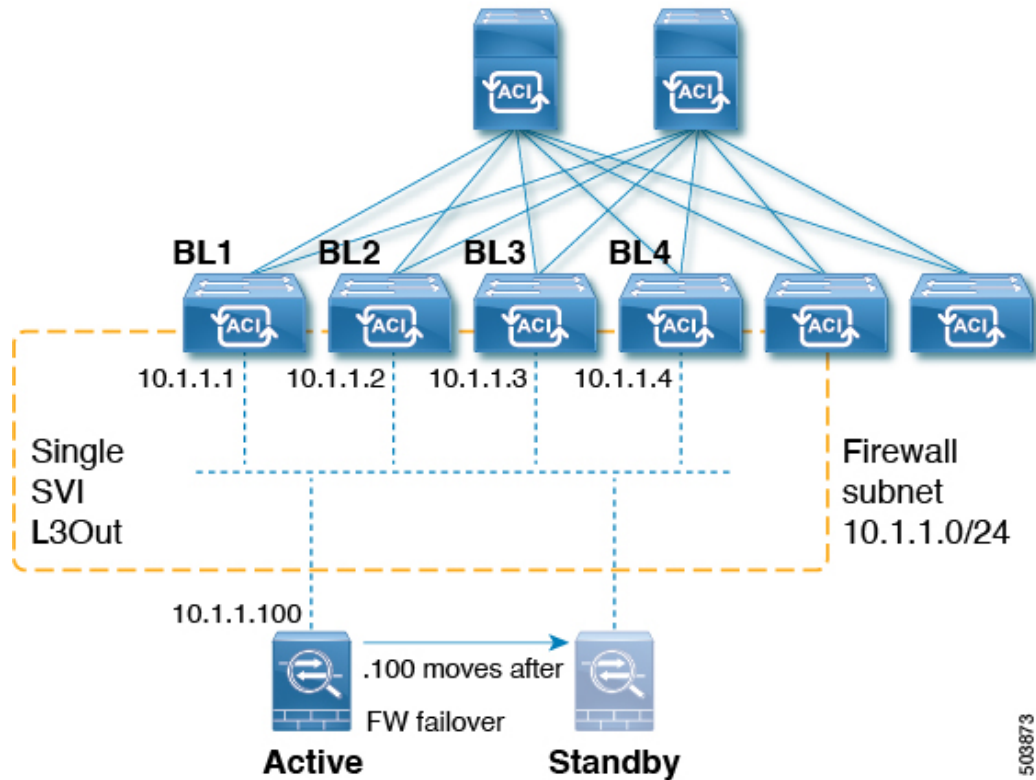 ACI ACI
BL1 BL2 BL3 BL4
ACI ACI ACI ACI ACI ACI
10.1.1.1 10.1.1.2 10.1.1.3 10.1.1.4
Single
SVI
L3Out
Firewall
subnet
10.1.1.0/24
10.1.1.100
.100 moves after
FW failover
Active Standby
503873